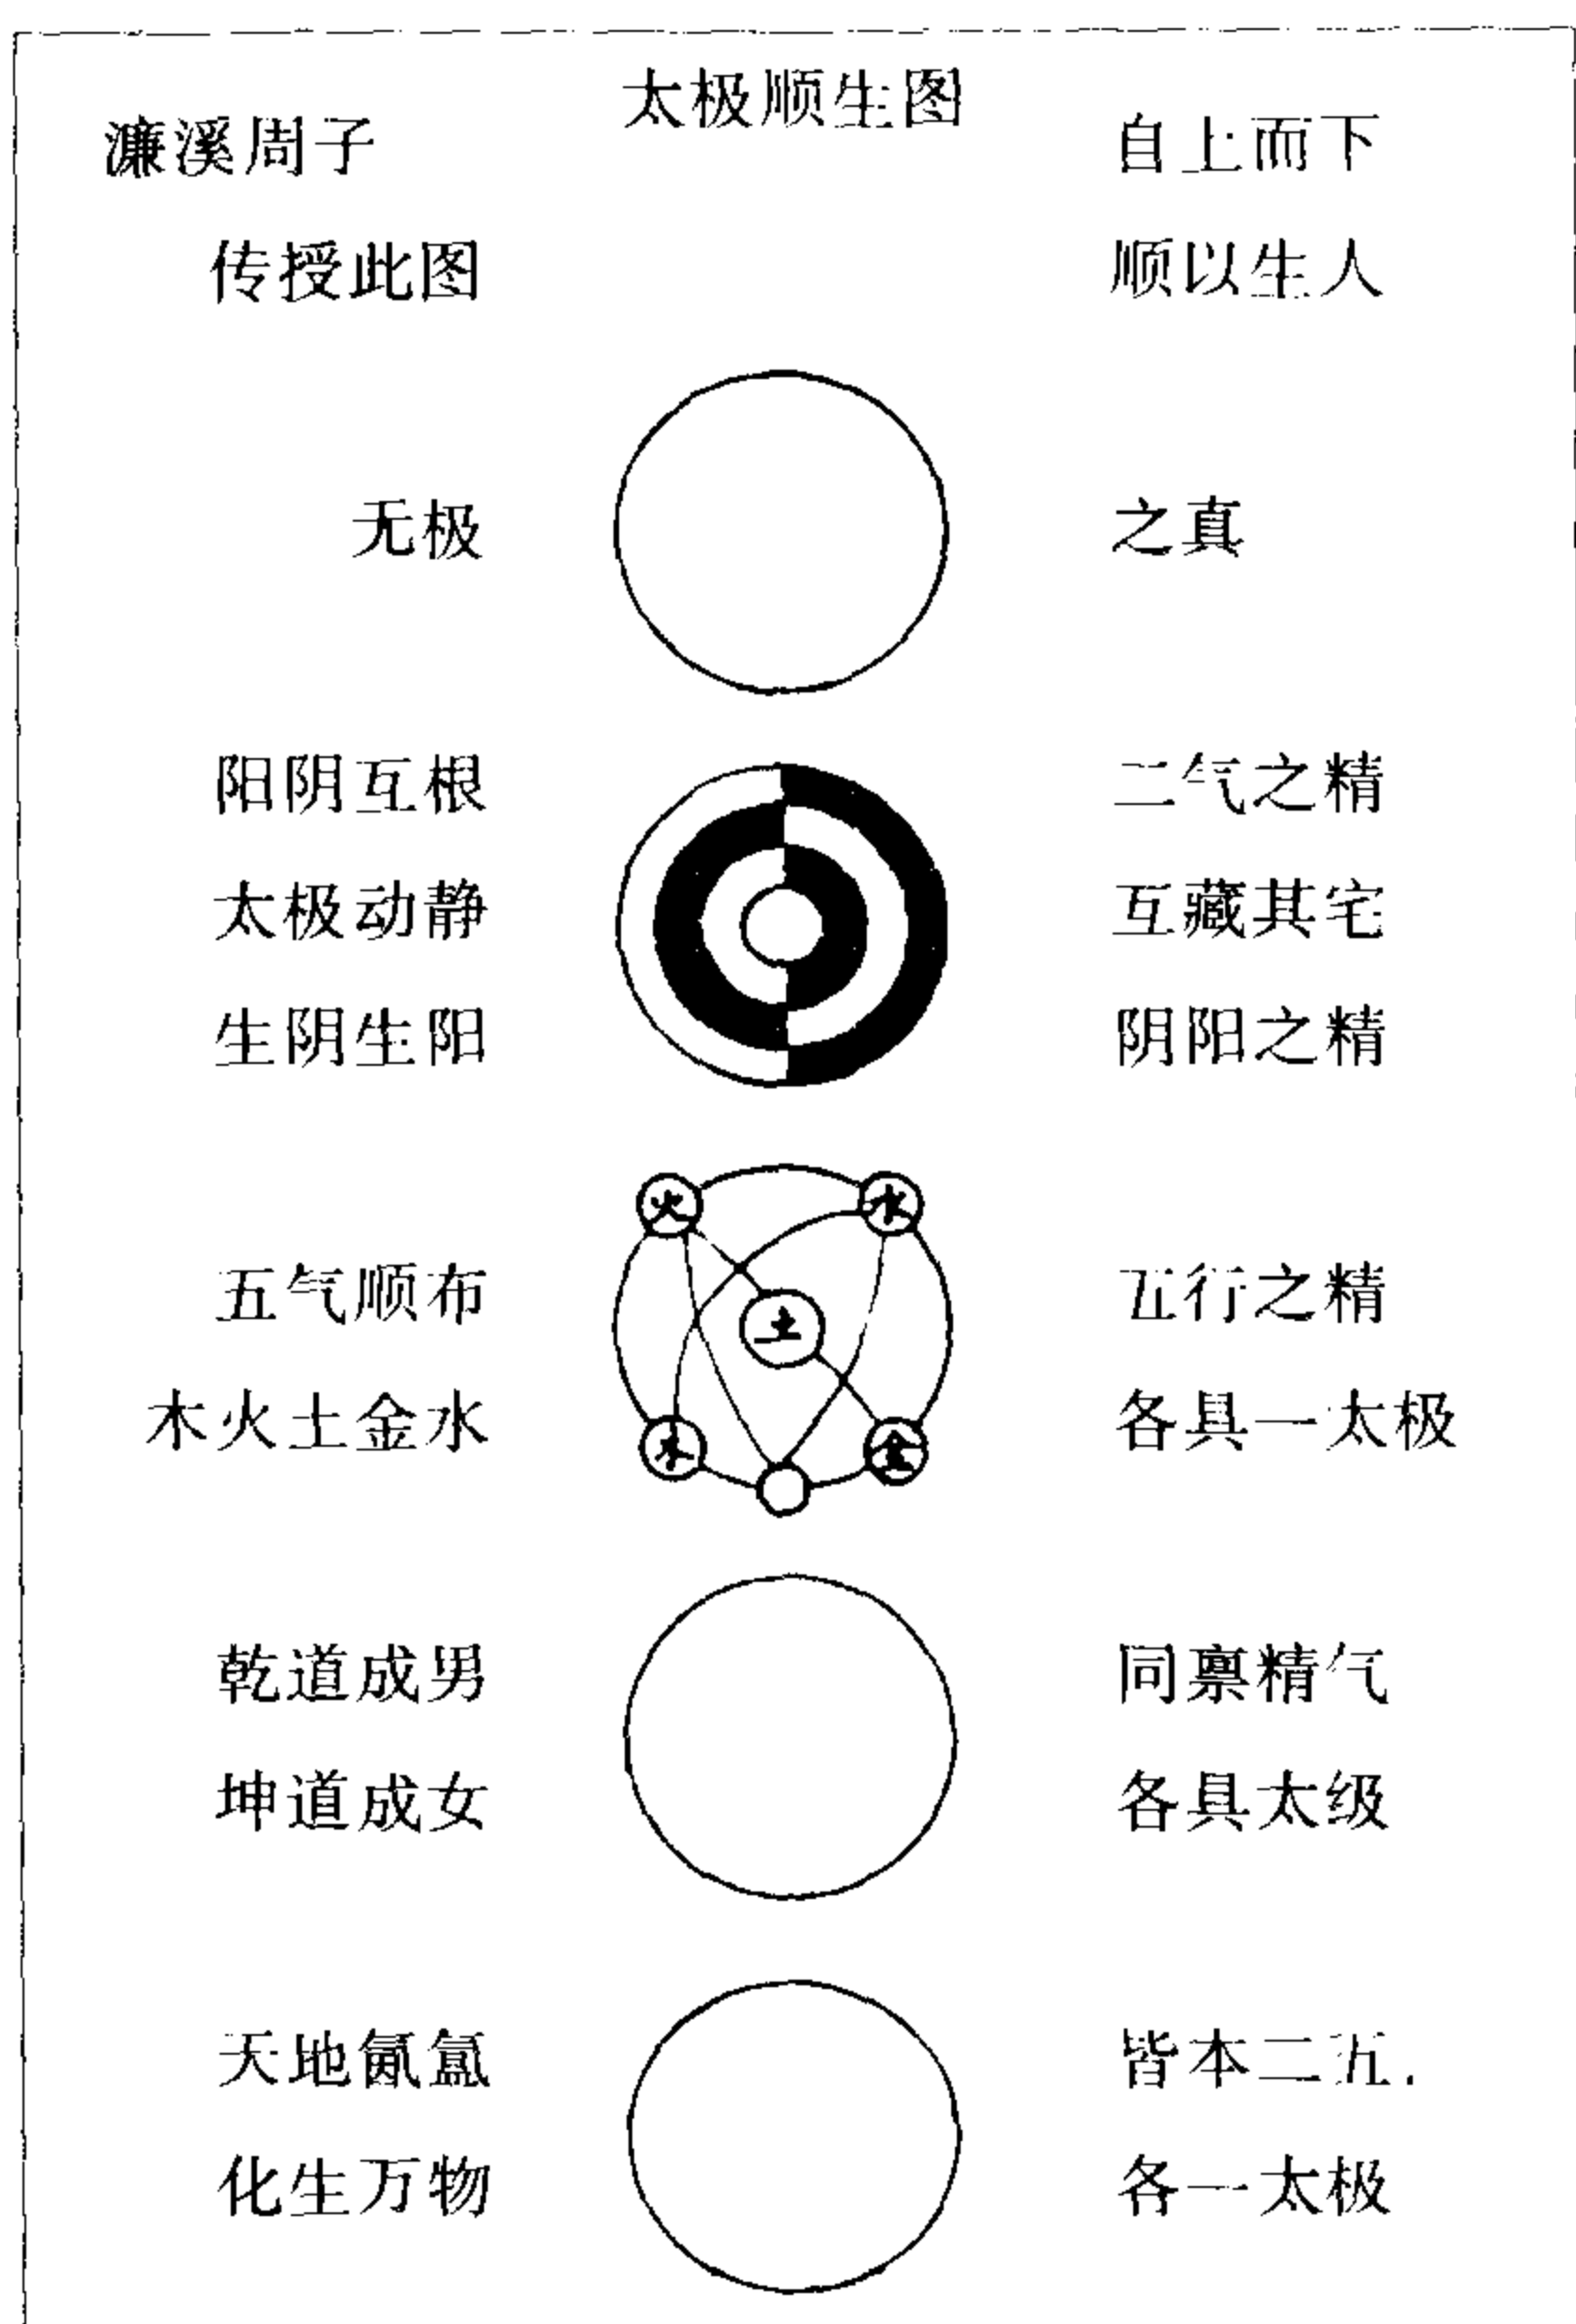 太极顺生图
濂溪周子
自上而下
传授此图
顺以生人
无极
之真
阳阴互根
二气之精
太极动静
互藏其宅
生阴生阳
阴阳之精
火
水
土
木
金
五气顺布
五行之精
木火土金水
各具一太极
乾道成男
同禀精气
坤道成女
各具太级
天地氤氲
皆本二五.
化生万物
各一太极